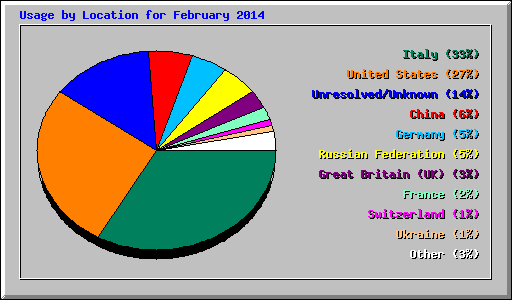 Usage by Location for February 2014
Italy (33%)
United States (27%)
Unresolved/Unknown (14%)
China (6%)
Germany (5%)
Russian Federation (5%)
Great Britain (UK) (3%)
France (2%)
Switzerland (1%)
Ukraine (1%)
Other (3%)